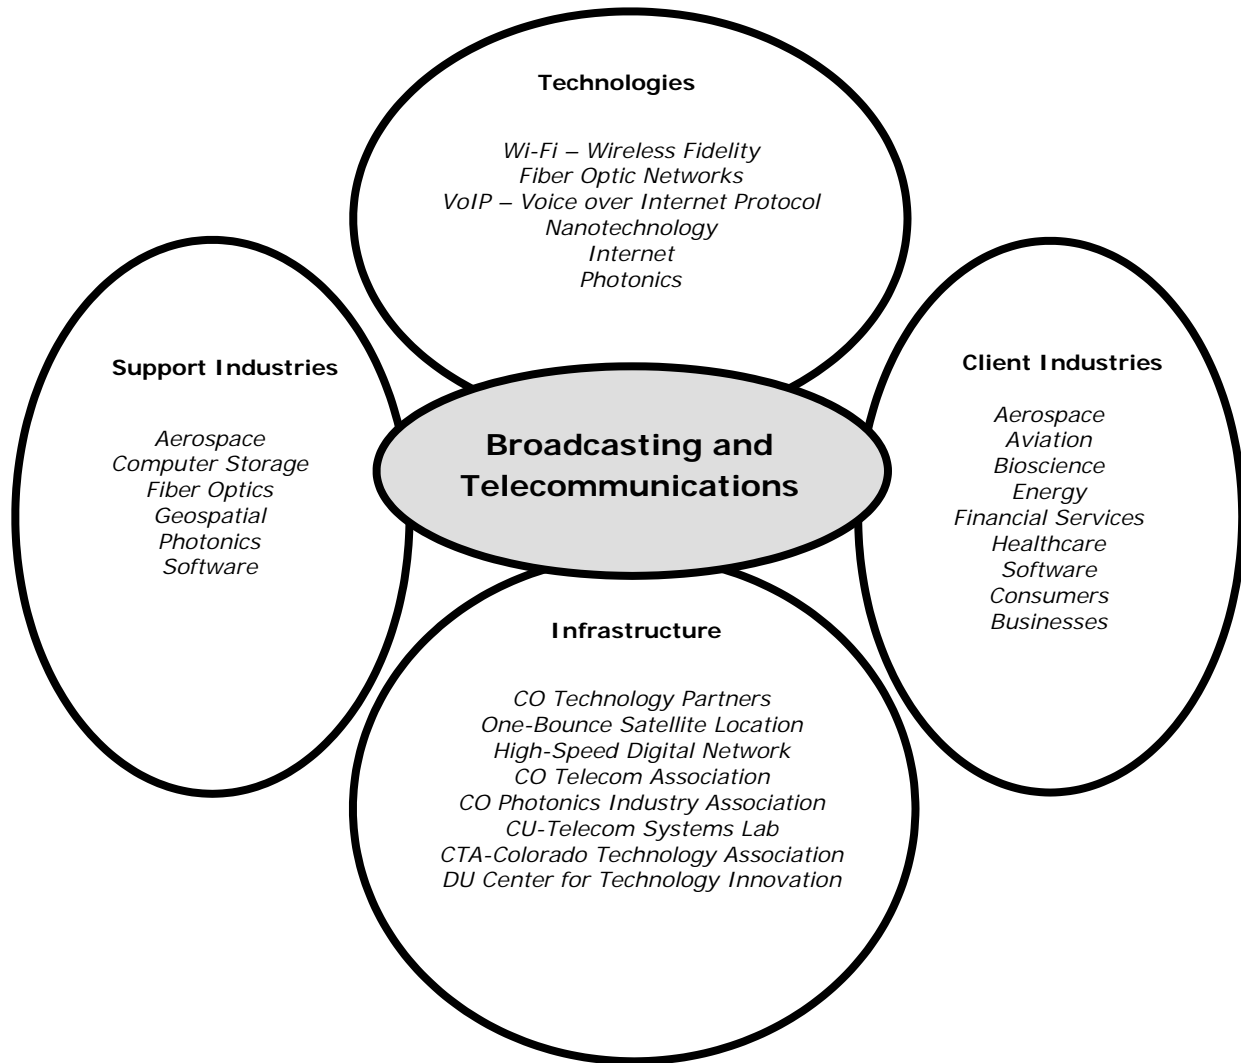 Technologies
Wi-Fi – Wireless Fidelity
Fiber Optic Networks
VoIP – Voice over Internet Protocol
Nanotechnology
Internet
Photonics
Support Industries
Aerospace
Computer Storage
Fiber Optics
Geospatial
Photonics
Software
Broadcasting and
Telecommunications
Client Industries
Aerospace
Aviation
Bioscience
Energy
Financial Services
Healthcare
Software
Consumers
Businesses
Infrastructure
CO Technology Partners
One-Bounce Satellite Location
High-Speed Digital Network
CO Telecom Association
CO Photonics Industry Association
CU-Telecom Systems Lab
CTA-Colorado Technology Association
DU Center for Technology Innovation